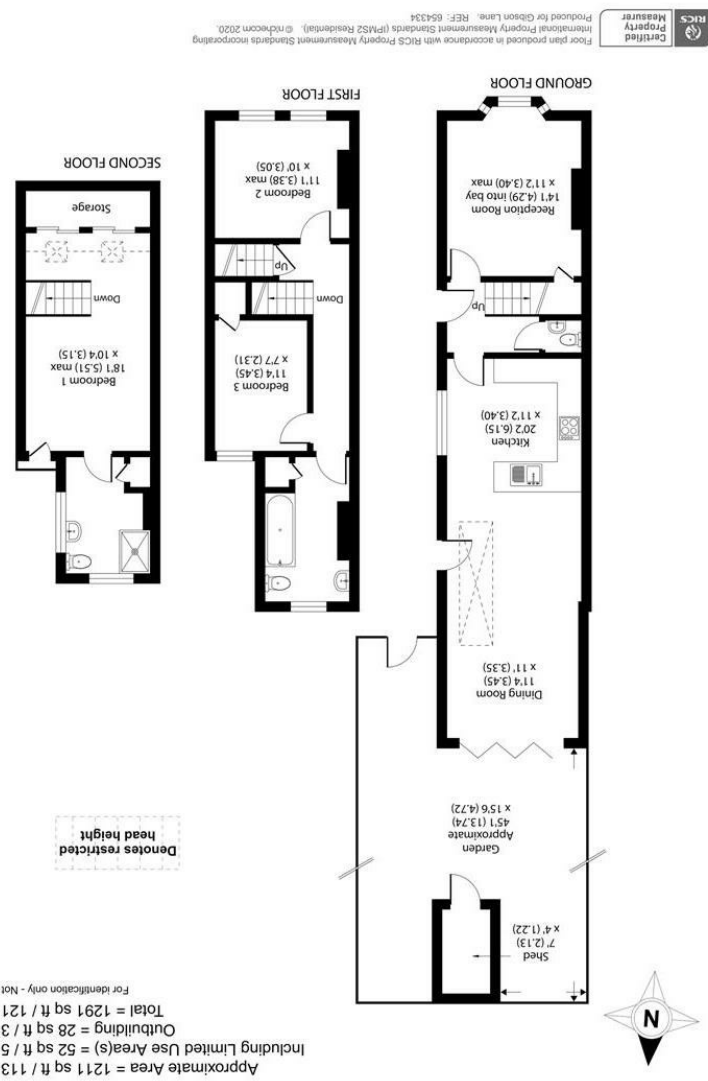 Approximate Area = 1211 sq ft / 113
Including Limited Use Area(s) = 52 sq ft / 5
Outbuilding = 28 sq ft / 3
Total = 1291 sq ft / 121
For identification only - Not
N
Shed
7' (2.13)
x 4' (1.22)
Garden
Approximate
45'1 (13.74)
x 15'6 (4.72)
Denotes restricted
head height
Dining Room
11'4 (3.45)
x 11' (3.35)
Kitchen
20'2 (6.15)
x 11'2 (3.40)
Up
Reception Room
14'1 (4.29) into bay
x 11'2 (3.40) max
GROUND FLOOR
Bedroom 3
11'4 (3.45)
x 7'7 (2.31)
Down
Up
Bedroom 2
11'1 (3.38) max
x 10' (3.05)
FIRST FLOOR
Bedroom 1
18'1 (5.51) max
x 10'4 (3.15)
Down
Storage
SECOND FLOOR
RICS
Certified
Property
Measurer
Floor plan produced in accordance with RICS Property Measurement Standards incorporating
International Property Measurement Standards (IPMS2 Residential). © nichecom 2020.
Produced for Gibson Lane. REF: 654334